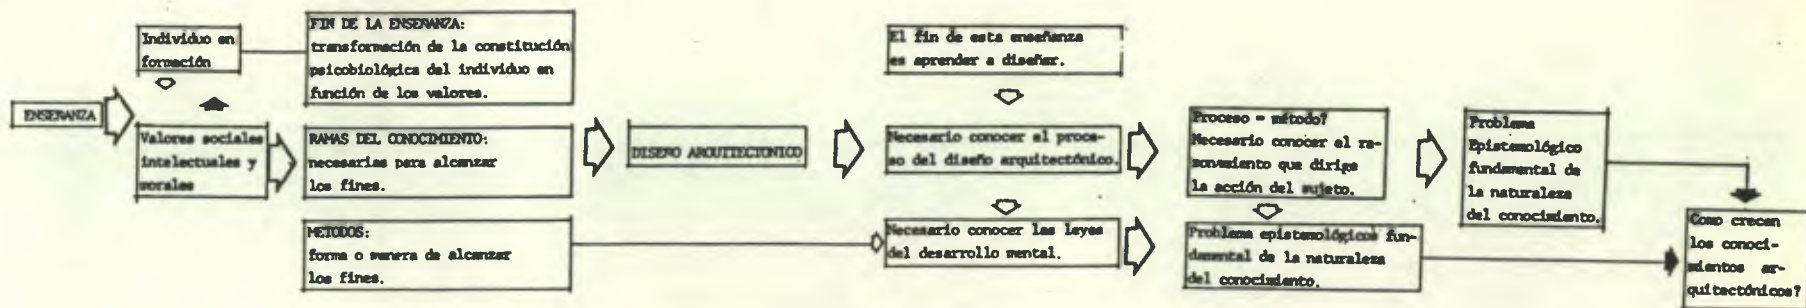 ENSEÑANZA
Individuo en
formación
Valores sociales
intelectuales y
morales
FIN DE LA ENSEÑANZA:
transformación de la constitución
psicobiológica del individuo en
función de los valores.
RAMAS DEL CONOCIMIENTO:
necesarias para alcanzar
los fines.
METODOS:
forma o manera de alcanzar
los fines.
DISEÑO ARQUITECTONICO
El fin de esta enseñanza
es aprender a diseñar.
Necesario conocer el proce-
so del diseño arquitectónico.
Necesario conocer las leyes
del desarrollo mental.
Proceso = método?
Necesario conocer el ra-
zonamiento que dirige
la acción del sujeto.
Problema epistemológicos fun-
damental de la naturaleza
del conocimiento.
Problema
Epistemológico
fundamental de
la naturaleza
del conocimiento.
Como crecen
los conoci-
mientos ar-
quitectónicos?